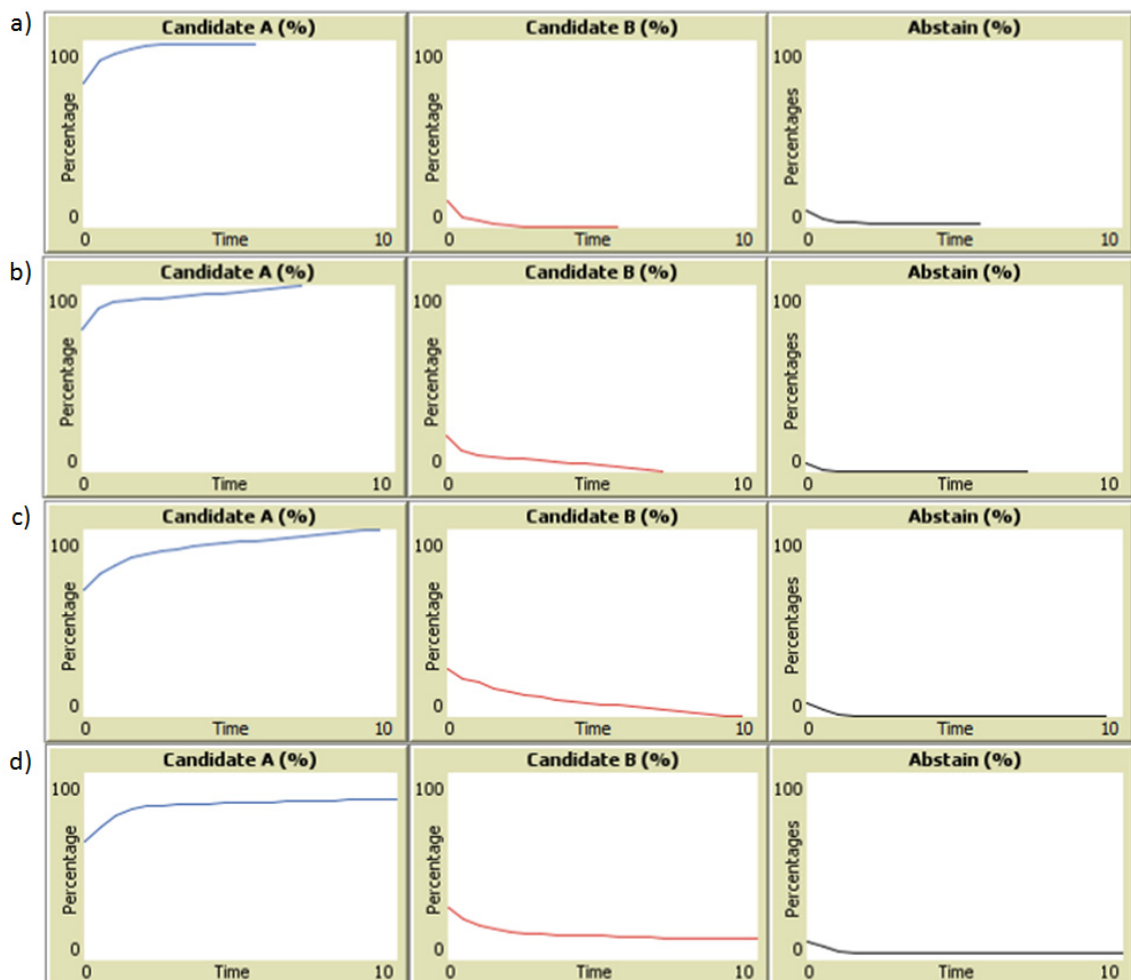 a)
Candidate A (%) Candidate B (%) Abstain (%)
100 100 100
Percentage Percentage Percentages
0 0 0
0 Time 10 0 Time 10 0 Time 10
b)
Candidate A (%) Candidate B (%) Abstain (%)
100 100 100
Percentage Percentage Percentages
0 0 0
0 Time 10 0 Time 10 0 Time 10
c)
Candidate A (%) Candidate B (%) Abstain (%)
100 100 100
Percentage Percentage Percentages
0 0 0
0 Time 10 0 Time 10 0 Time 10
d)
Candidate A (%) Candidate B (%) Abstain (%)
100 100 100
Percentage Percentage Percentages
0 0 0
0 Time 10 0 Time 10 0 Time 10